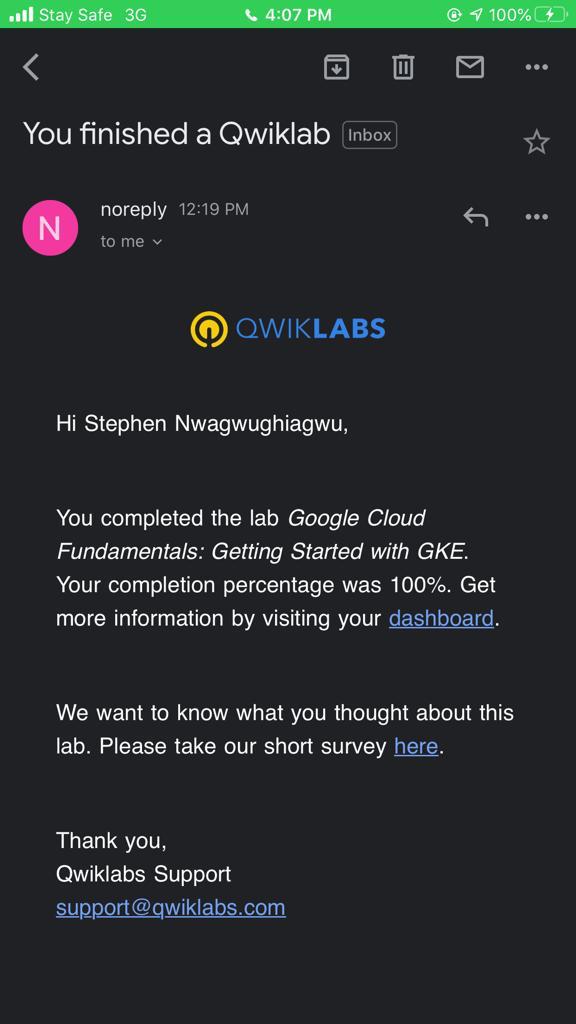 Stay Safe 3G 4:07 PM 100%
You finished a Qwiklab Inbox
N
noreply 12:19 PM
to me
QWIKLABS
Hi Stephen Nwagwughiagwu,
You completed the lab Google Cloud
Fundamentals: Getting Started with GKE.
Your completion percentage was 100%. Get
more information by visiting your dashboard.
We want to know what you thought about this
lab. Please take our short survey here.
Thank you,
Qwiklabs Support
support@qwiklabs.com